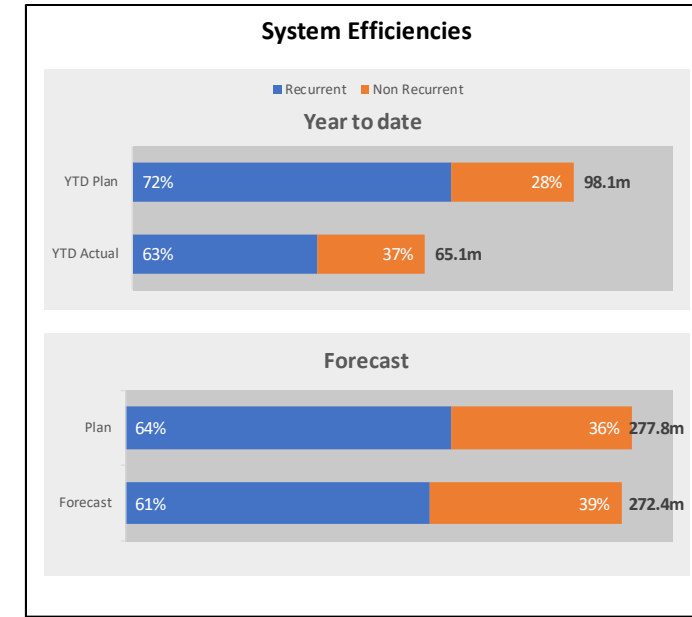 System Efficiencies
Recurrent Non Recurrent
Year to date
YTD Plan 72% 28% 98.1m
YTD Actual 63% 37% 65.1m
Forecast
Plan 64% 36% 277.8m
Forecast 61% 39% 272.4m